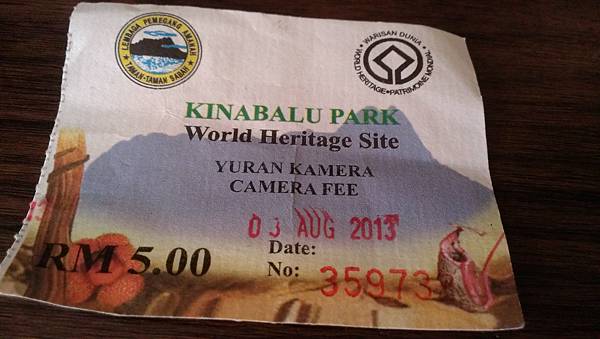 LEMBAGA PEMEGANG AMANAH
TAMAN-TAMAN SABAH
WARISAN DUNIA
WORLD HERITAGE • PATRIMOINE MONDIAL
KINABALU PARK
World Heritage Site
YURAN KAMERA
CAMERA FEE
03 AUG 2013
Date:
RM 5.00
No: 35973